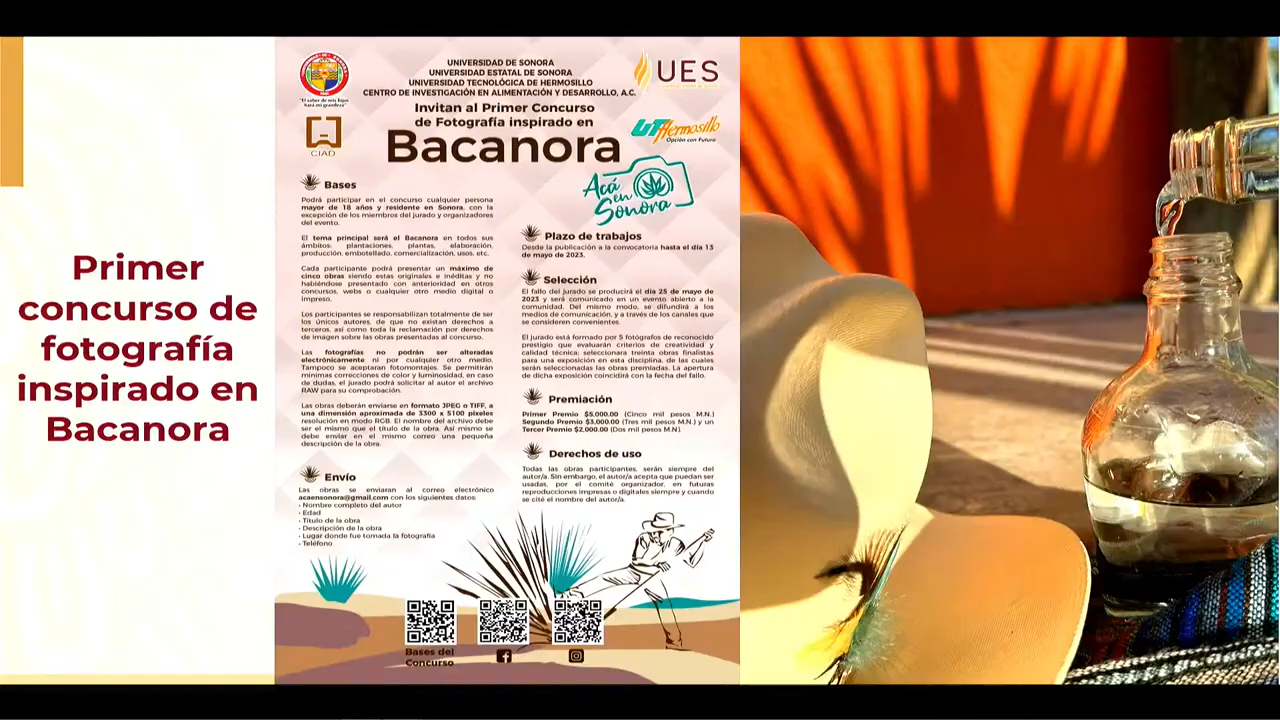 Primer
concurso de
fotografía
inspirado en
Bacanora
"El saber de mis hijos
hará mi grandeza"
CIAD
UNIVERSIDAD DE SONORA
UNIVERSIDAD ESTATAL DE SONORA
UNIVERSIDAD TECNOLÓGICA DE HERMOSILLO
CENTRO DE INVESTIGACIÓN EN ALIMENTACIÓN Y DESARROLLO, A.C.
Invitan al Primer Concurso
de Fotografía inspirado en
Bacanora
UES
UT Hermosillo
Opción con Futuro
Acá
en
Sonora
Bases
Podrá participar en el concurso cualquier persona
mayor de 18 años y residente en Sonora, con la
excepción de los miembros del jurado y organizadores
del evento.
El tema principal será el Bacanora en todos sus
ámbitos: plantaciones, plantas, elaboración,
producción, embotellado, comercialización, usos, etc.
Cada participante podrá presentar un máximo de
cinco obras siendo estas originales e inéditas y no
habiéndose presentado con anterioridad en otros
concursos, webs o cualquier otro medio digital o
impreso.
Los participantes se responsabilizan totalmente de ser
los únicos autores, de que no existan derechos a
terceros, así como toda la reclamación por derechos
de imagen sobre las obras presentadas al concurso.
Las fotografías no podrán ser alteradas
electrónicamente ni por cualquier otro medio.
Tampoco se aceptaran fotomontajes. Se permitirán
mínimas correcciones de color y luminosidad, en caso
de dudas, el jurado podrá solicitar al autor el archivo
RAW para su comprobación.
Las obras deberán enviarse en formato JPEG o TIFF, a
una dimensión aproximada de 3300 x 5100 pixeles
resolución en modo RGB. El nombre del archivo debe
ser el mismo que el título de la obra. Así mismo se
debe enviar en el mismo correo una pequeña
descripción de la obra.
Envío
Las obras se enviaran al correo electrónico
acaensonora@gmail.com con los siguientes datos:
• Nombre completo del autor
• Edad
• Título de la obra
• Descripción de la obra
• Lugar donde fue tomada la fotografía
• Teléfono
Plazo de trabajos
Desde la publicación a la convocatoria hasta el día 13
de mayo de 2023.
Selección
El fallo del jurado se producirá el día 25 de mayo de
2023 y será comunicado en un evento abierto a la
comunidad. Del mismo modo, se difundirá a los
medios de comunicación, y a través de los canales que
se consideren convenientes.
El jurado está formado por 5 fotógrafos de reconocido
prestigio que evaluarán criterios de creatividad y
calidad técnica; seleccionara treinta obras finalistas
para una exposición en esta disciplina, de las cuales
serán seleccionadas las obras premiadas. La apertura
de dicha exposición coincidirá con la fecha del fallo.
Premiación
Primer Premio $5,000.00 (Cinco mil pesos M.N.)
Segundo Premio $3,000.00 (Tres mil pesos M.N.) y un
Tercer Premio $2,000.00 (Dos mil pesos M.N).
Derechos de uso
Todas las obras participantes, serán siempre del
autor/a. Sin embargo, el autor/a acepta que puedan ser
usadas, por el comité organizador, en futuras
reproducciones impresas o digitales siempre y cuando
se cité el nombre del autor/a.
Bases del
Concurso